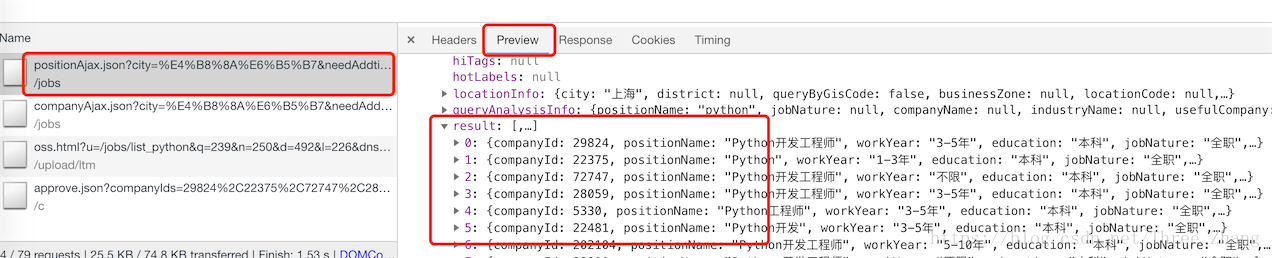 Name
positionAjax.json?city=%E4%B8%8A%E6%B5%B7&needAddti...
/jobs
companyAjax.json?city=%E4%B8%8A%E6%B5%B7&needAdd...
/jobs
oss.html?u=/jobs/list_python&q=239&n=250&d=492&l=226&dns...
/upload/ltm
approve.json?companyIds=29824%2C22375%2C72747%2C28...
/c
4 / 79 requests | 25.5 KB / 74.8 KB transferred | Finish: 1.53 s | DOMCo...
× Headers Preview Response Cookies Timing
hiTags: null
hotLabels: null
locationInfo: {city: "上海", district: null, queryByGisCode: false, businessZone: null, locationCode: null,…}
queryAnalysisInfo: {positionName: "python", jobNature: null, companyName: null, industryName: null, usefulCompany:
result: [,…]
0: {companyId: 29824, positionName: "Python开发工程师", workYear: "3-5年", education: "本科", jobNature: "全职",…}
1: {companyId: 22375, positionName: "Python", workYear: "1-3年", education: "本科", jobNature: "全职",…}
2: {companyId: 72747, positionName: "Python开发工程师", workYear: "不限", education: "本科", jobNature: "全职",…}
3: {companyId: 28059, positionName: "Python开发工程师", workYear: "3-5年", education: "本科", jobNature: "全职",…}
4: {companyId: 5330, positionName: "Python工程师", workYear: "3-5年", education: "本科", jobNature: "全职",…}
5: {companyId: 22481, positionName: "Python开发", workYear: "3-5年", education: "本科", jobNature: "全职",…}
6: {companyId: 202104, positionName: "Python开发工程师", workYear: "5-10年", education: "本科", jobNature: "全职",…}